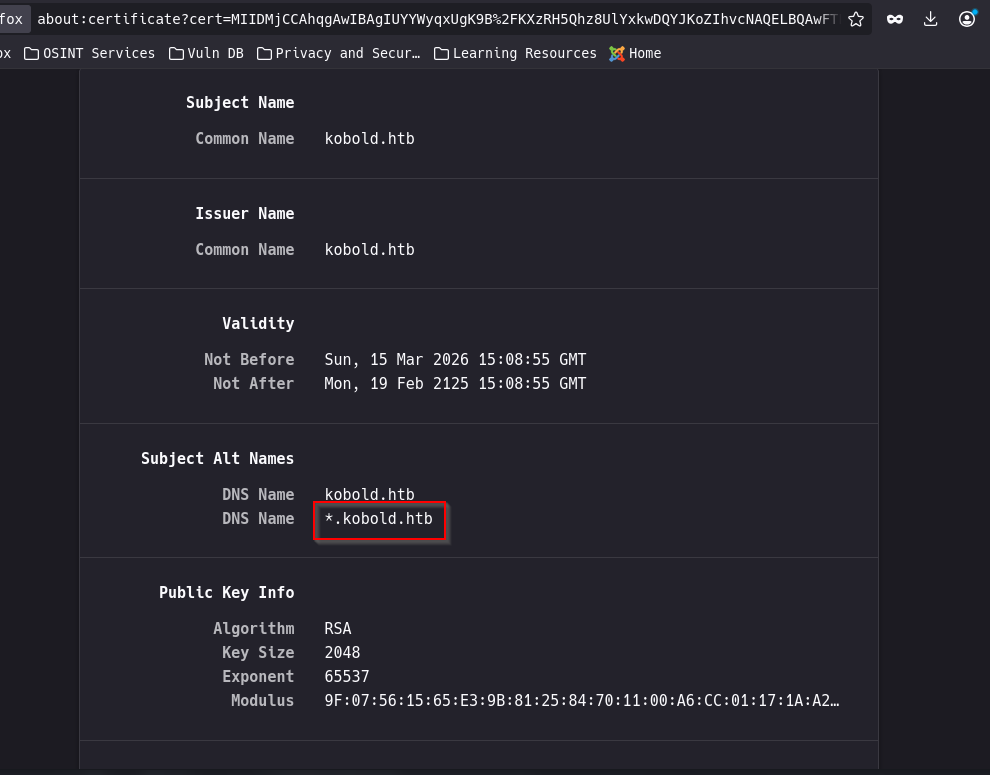 fox about:certificate?cert=MIIDMjCCAhqgAwIBAgIUYYWyqxUgK9B%2FKXzRH5Qhz8UlYxkwDQYJKoZIhvcNAQELBQAwFT
ox OSINT Services Vuln DB Privacy and Secur… Learning Resources Home
Subject Name
Common Name kobold.htb
Issuer Name
Common Name kobold.htb
Validity
Not Before Sun, 15 Mar 2026 15:08:55 GMT
Not After Mon, 19 Feb 2125 15:08:55 GMT
Subject Alt Names
DNS Name kobold.htb
DNS Name *.kobold.htb
Public Key Info
Algorithm RSA
Key Size 2048
Exponent 65537
Modulus 9F:07:56:15:65:E3:9B:81:25:84:70:11:00:A6:CC:01:17:1A:A2…